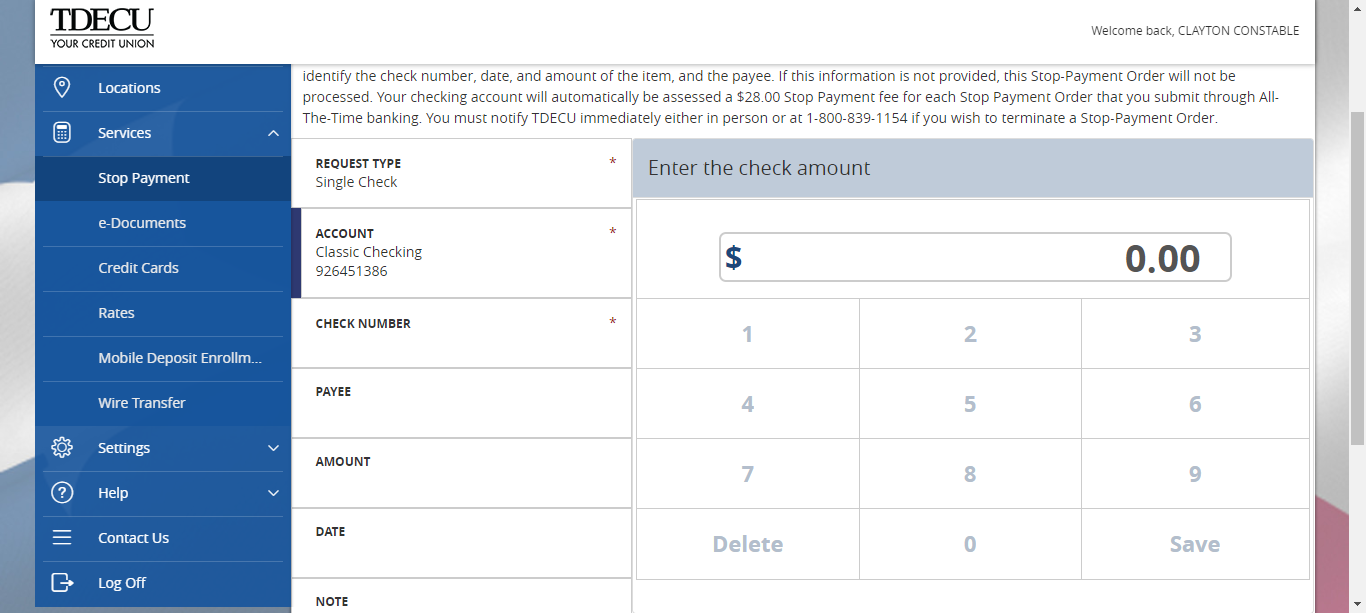 TDECU
YOUR CREDIT UNION
Welcome back, CLAYTON CONSTABLE
Locations
Services
Stop Payment
e-Documents
Credit Cards
Rates
Mobile Deposit Enrollm...
Wire Transfer
Settings
Help
Contact Us
Log Off
identify the check number, date, and amount of the item, and the payee. If this information is not provided, this Stop-Payment Order will not be
processed. Your checking account will automatically be assessed a $28.00 Stop Payment fee for each Stop Payment Order that you submit through All-
The-Time banking. You must notify TDECU immediately either in person or at 1-800-839-1154 if you wish to terminate a Stop-Payment Order.
REQUEST TYPE *
Single Check
ACCOUNT *
Classic Checking
926451386
CHECK NUMBER *
PAYEE
AMOUNT
DATE
NOTE
Enter the check amount
$ 0.00
1 2 3
4 5 6
7 8 9
Delete 0 Save